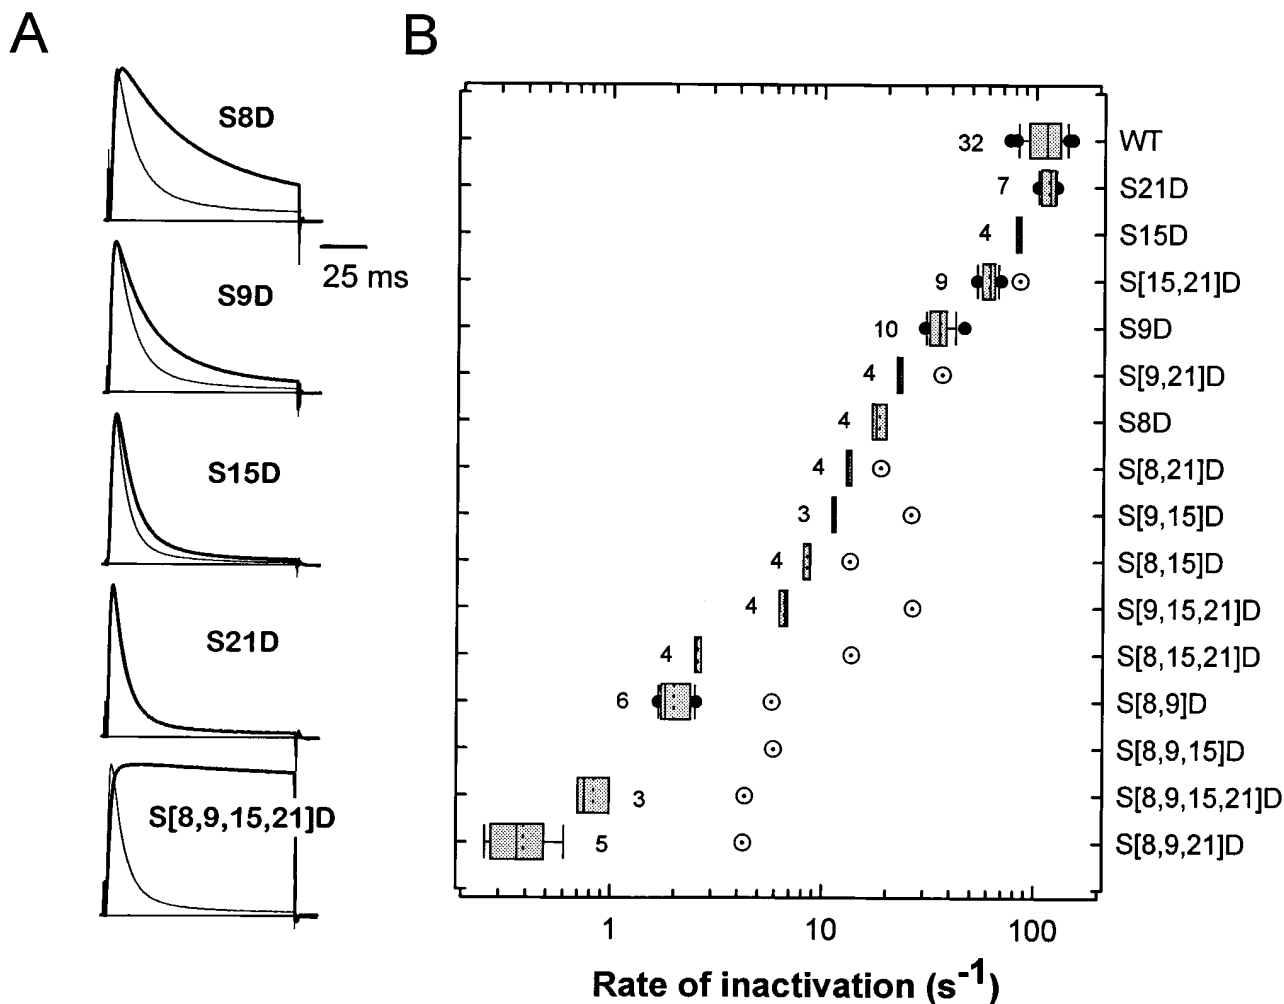 A
B
S8D
25 ms
S9D
S15D
S21D
S[8,9,15,21]D
32 WT
7 S21D
4 S15D
9 S[15,21]D
10 S9D
4 S[9,21]D
4 S8D
4 S[8,21]D
3 S[9,15]D
4 S[8,15]D
4 S[9,15,21]D
4 S[8,15,21]D
6 S[8,9]D
S[8,9,15]D
3 S[8,9,15,21]D
5 S[8,9,21]D
1 10 100
Rate of inactivation (s-1)